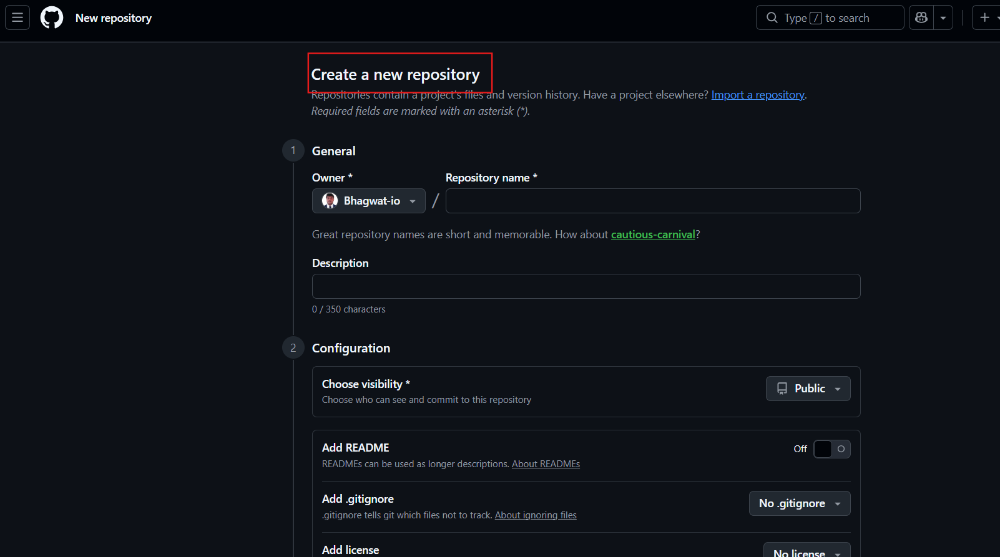 New repository
Type / to search
Create a new repository
Repositories contain a project's files and version history. Have a project elsewhere? Import a repository.
Required fields are marked with an asterisk (*).
1 General
Owner * Repository name *
Bhagwat-io /
Great repository names are short and memorable. How about cautious-carnival?
Description
0 / 350 characters
2 Configuration
Choose visibility *
Public
Choose who can see and commit to this repository
Add README
Off
READMEs can be used as longer descriptions. About READMEs
Add .gitignore
No .gitignore
.gitignore tells git which files not to track. About ignoring files
Add license
No license